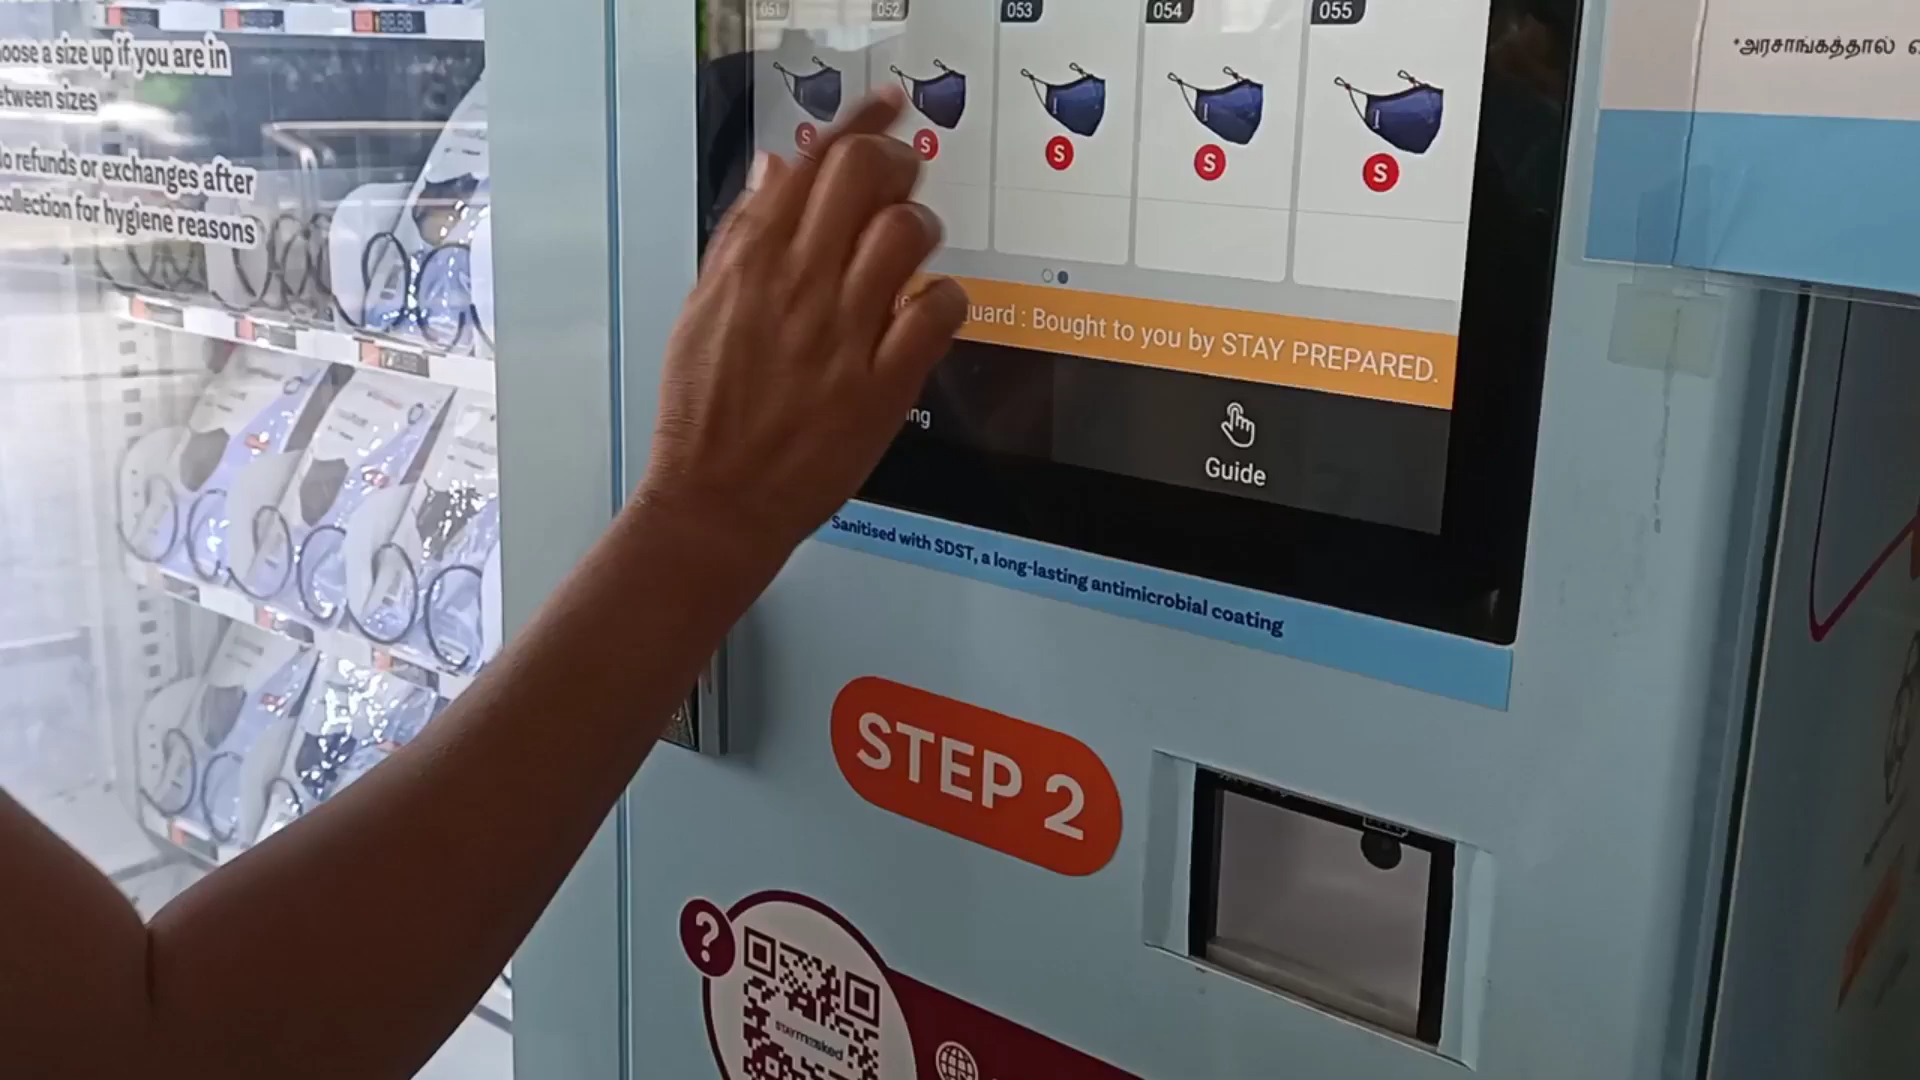 051
052
053
054
055
oose a size up if you are in
etween sizes
o refunds or exchanges after
collection for hygiene reasons
S
S
S
S
S
uard : Bought to you by STAY PREPARED.
ing
Guide
Sanitised with SDST, a long-lasting antimicrobial coating
STEP 2
?
STAYmasked
*அரசாங்கத்தால்